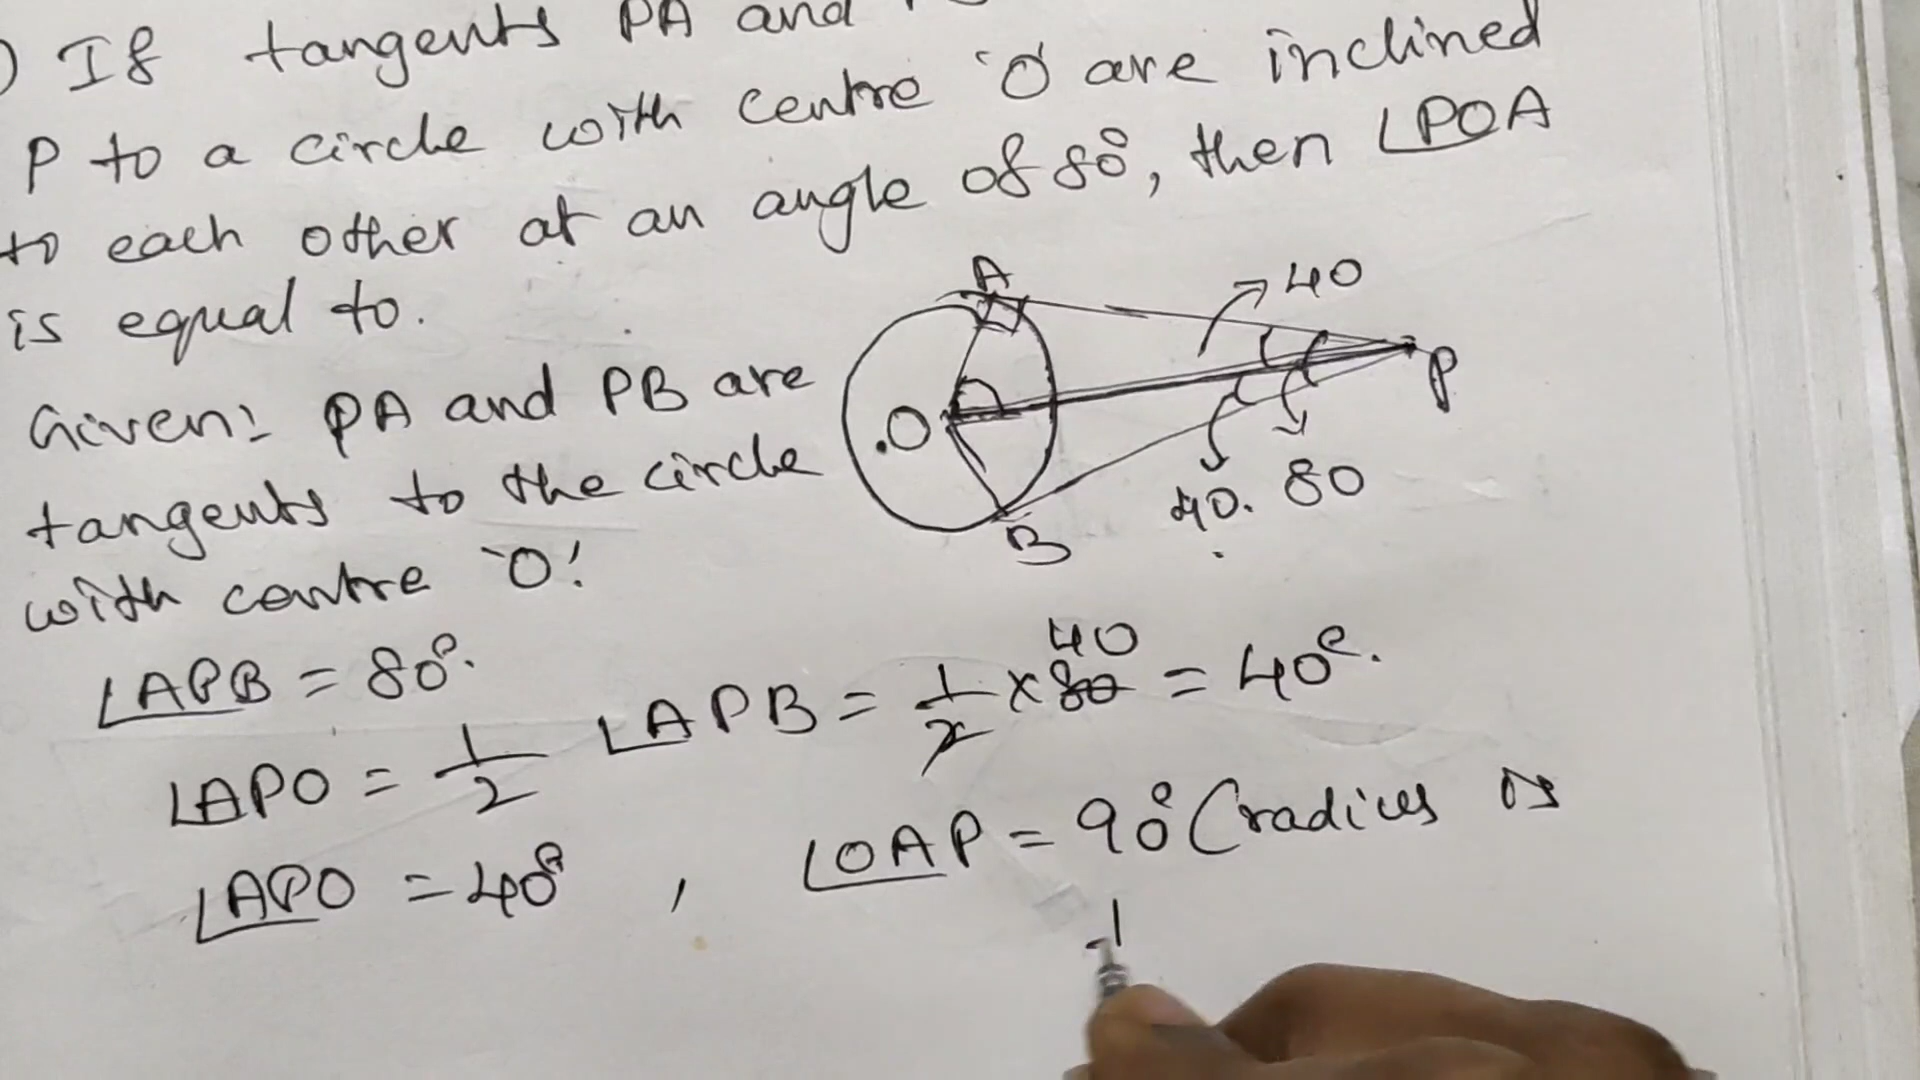 ) If tangents PA and
P to a circle with centre 'O' are inclined
to each other at an angle of 80°, then ∠POA
is equal to.
Given: PA and PB are
tangents to the circle
with centre 'O'.
A
40
P
.O
B
40. 80
∠APB = 80°.
∠APO = 1/2 ∠APB = 1/2 × 80 40 = 40°.
∠APO = 40°, ∠OAP = 90° (radius is